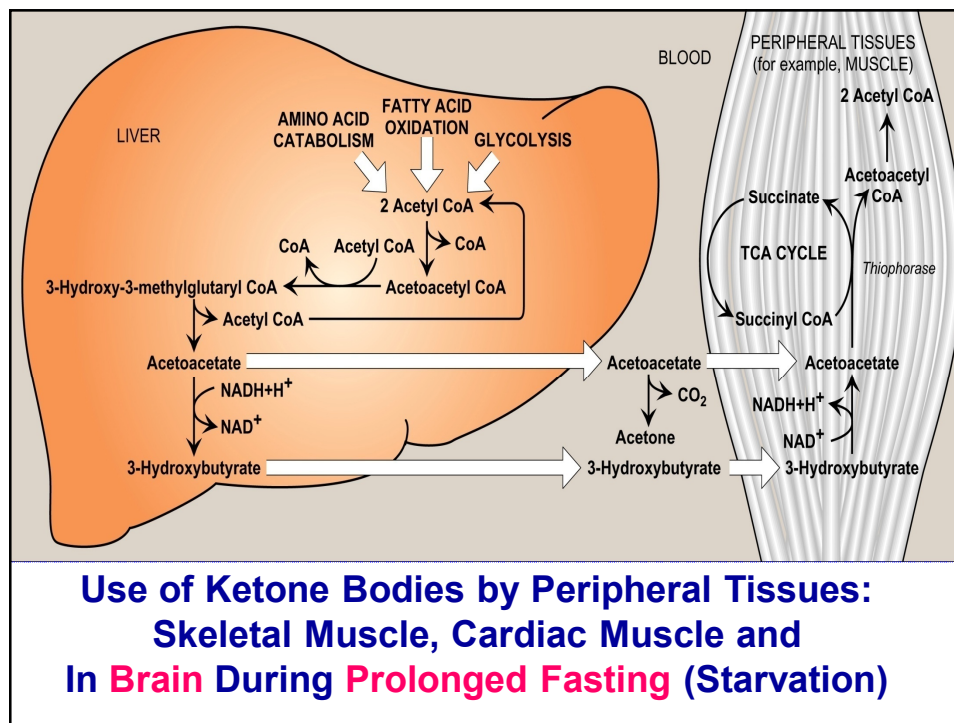 LIVER
AMINO ACID
CATABOLISM
FATTY ACID
OXIDATION
GLYCOLYSIS
2 Acetyl CoA
CoA
CoA
Acetyl CoA
3-Hydroxy-3-methylglutaryl CoA
Acetoacetyl CoA
Acetyl CoA
Acetoacetate
NADH+H⁺
NAD⁺
3-Hydroxybutyrate
BLOOD
Acetoacetate
CO₂
Acetone
3-Hydroxybutyrate
PERIPHERAL TISSUES
(for example, MUSCLE)
2 Acetyl CoA
Acetoacetyl
CoA
Succinate
TCA CYCLE
Thiophorase
Succinyl CoA
Acetoacetate
NADH+H⁺
NAD⁺
3-Hydroxybutyrate
Use of Ketone Bodies by Peripheral Tissues:
Skeletal Muscle, Cardiac Muscle and
In Brain During Prolonged Fasting (Starvation)